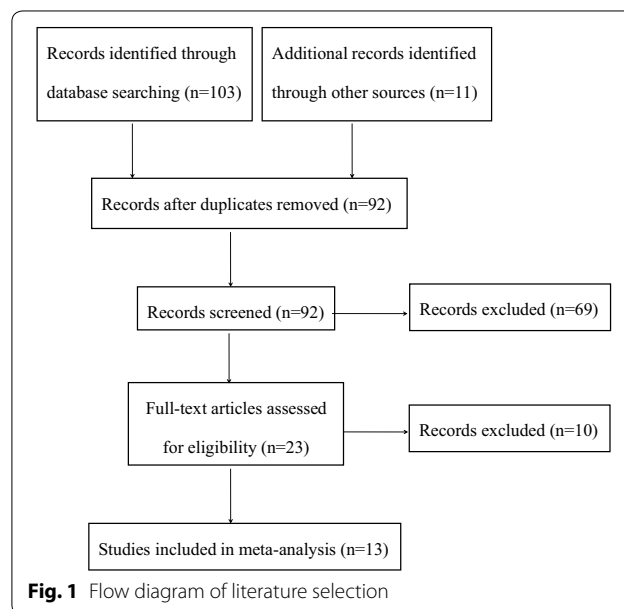 Records identified through
database searching (n=103)
Additional records identified
through other sources (n=11)
Records after duplicates removed (n=92)
Records screened (n=92)
Records excluded (n=69)
Full-text articles assessed
for eligibility (n=23)
Records excluded (n=10)
Studies included in meta-analysis (n=13)
Fig. 1 Flow diagram of literature selection